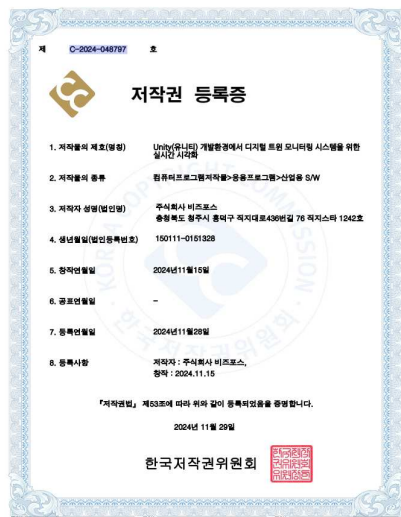 제 C-2024-048797 호
저작권 등록증
1. 저작물의 제호(명칭) Unity(유니티) 개발환경에서 디지털 트윈 모니터링 시스템을 위한
실시간 시각화
2. 저작물의 종류 컴퓨터프로그램저작물>응용프로그램>산업용 S/W
3. 저작자 성명(법인명) 주식회사 비즈포스
충청북도 청주시 흥덕구 직지대로436번길 76 직지스타 1242호
4. 생년월일(법인등록번호) 150111-0151328
5. 창작연월일 2024년11월15일
6. 공표연월일 –
7. 등록연월일 2024년11월28일
8. 등록사항 저작자 : 주식회사 비즈포스,
창작 : 2024.11.15
『저작권법』 제53조에 따라 위와 같이 등록되었음을 증명합니다.
2024년 11월 29일
한국저작권위원회
KOREA COPYRIGHT COMMISSION
한국저작권위원회